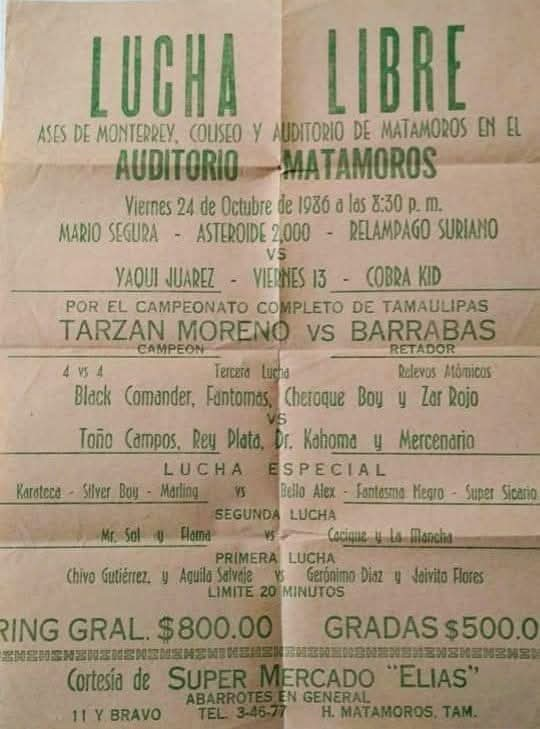 LUCHA LIBRE
ASES DE MONTERREY, COLISEO Y AUDITORIO DE MATAMOROS EN EL
AUDITORIO MATAMOROS
Viernes 24 de Octubre de 1986 a las 8:30 p. m.
MARIO SEGURA - ASTEROIDE 2,000 - RELAMPAGO SURIANO
VS
YAQUI JUAREZ - VIERNES 13 - COBRA KID
POR EL CAMPEONATO COMPLETO DE TAMAULIPAS
TARZAN MORENO VS BARRABAS
CAMPEON RETADOR
4 vs 4 Tercera Lucha Relevos Atómicos
Black Comander, Fantomas, Cheroque Boy y Zar Rojo
VS
Toño Campos, Rey Plata, Dr. Kahoma y Mercenario
LUCHA ESPECIAL
Karateca - Silver Boy - Marling vs Bello Alex - Fantasma Negro - Super Sicario
SEGUNDA LUCHA
Mr. Sol y Flama vs Cacique y La Mancha
PRIMERA LUCHA
Chivo Gutiérrez, y Aguila Salvaje vs Gerónimo Díaz y Jaivito Flores
LIMITE 20 MINUTOS
RING GRAL. $800.00 GRADAS $500.0
Cortesía de SUPER MERCADO "ELIAS"
ABARROTES EN GENERAL
11 Y BRAVO TEL. 3-46-77 H. MATAMOROS, TAM.